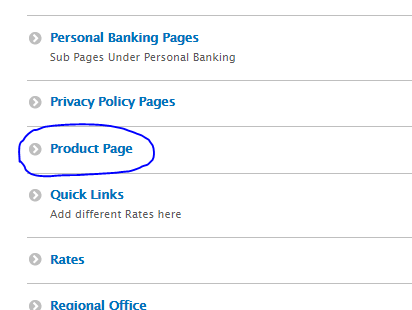 Personal Banking Pages
Sub Pages Under Personal Banking
Privacy Policy Pages
Product Page
Quick Links
Add different Rates here
Rates
Regional Office